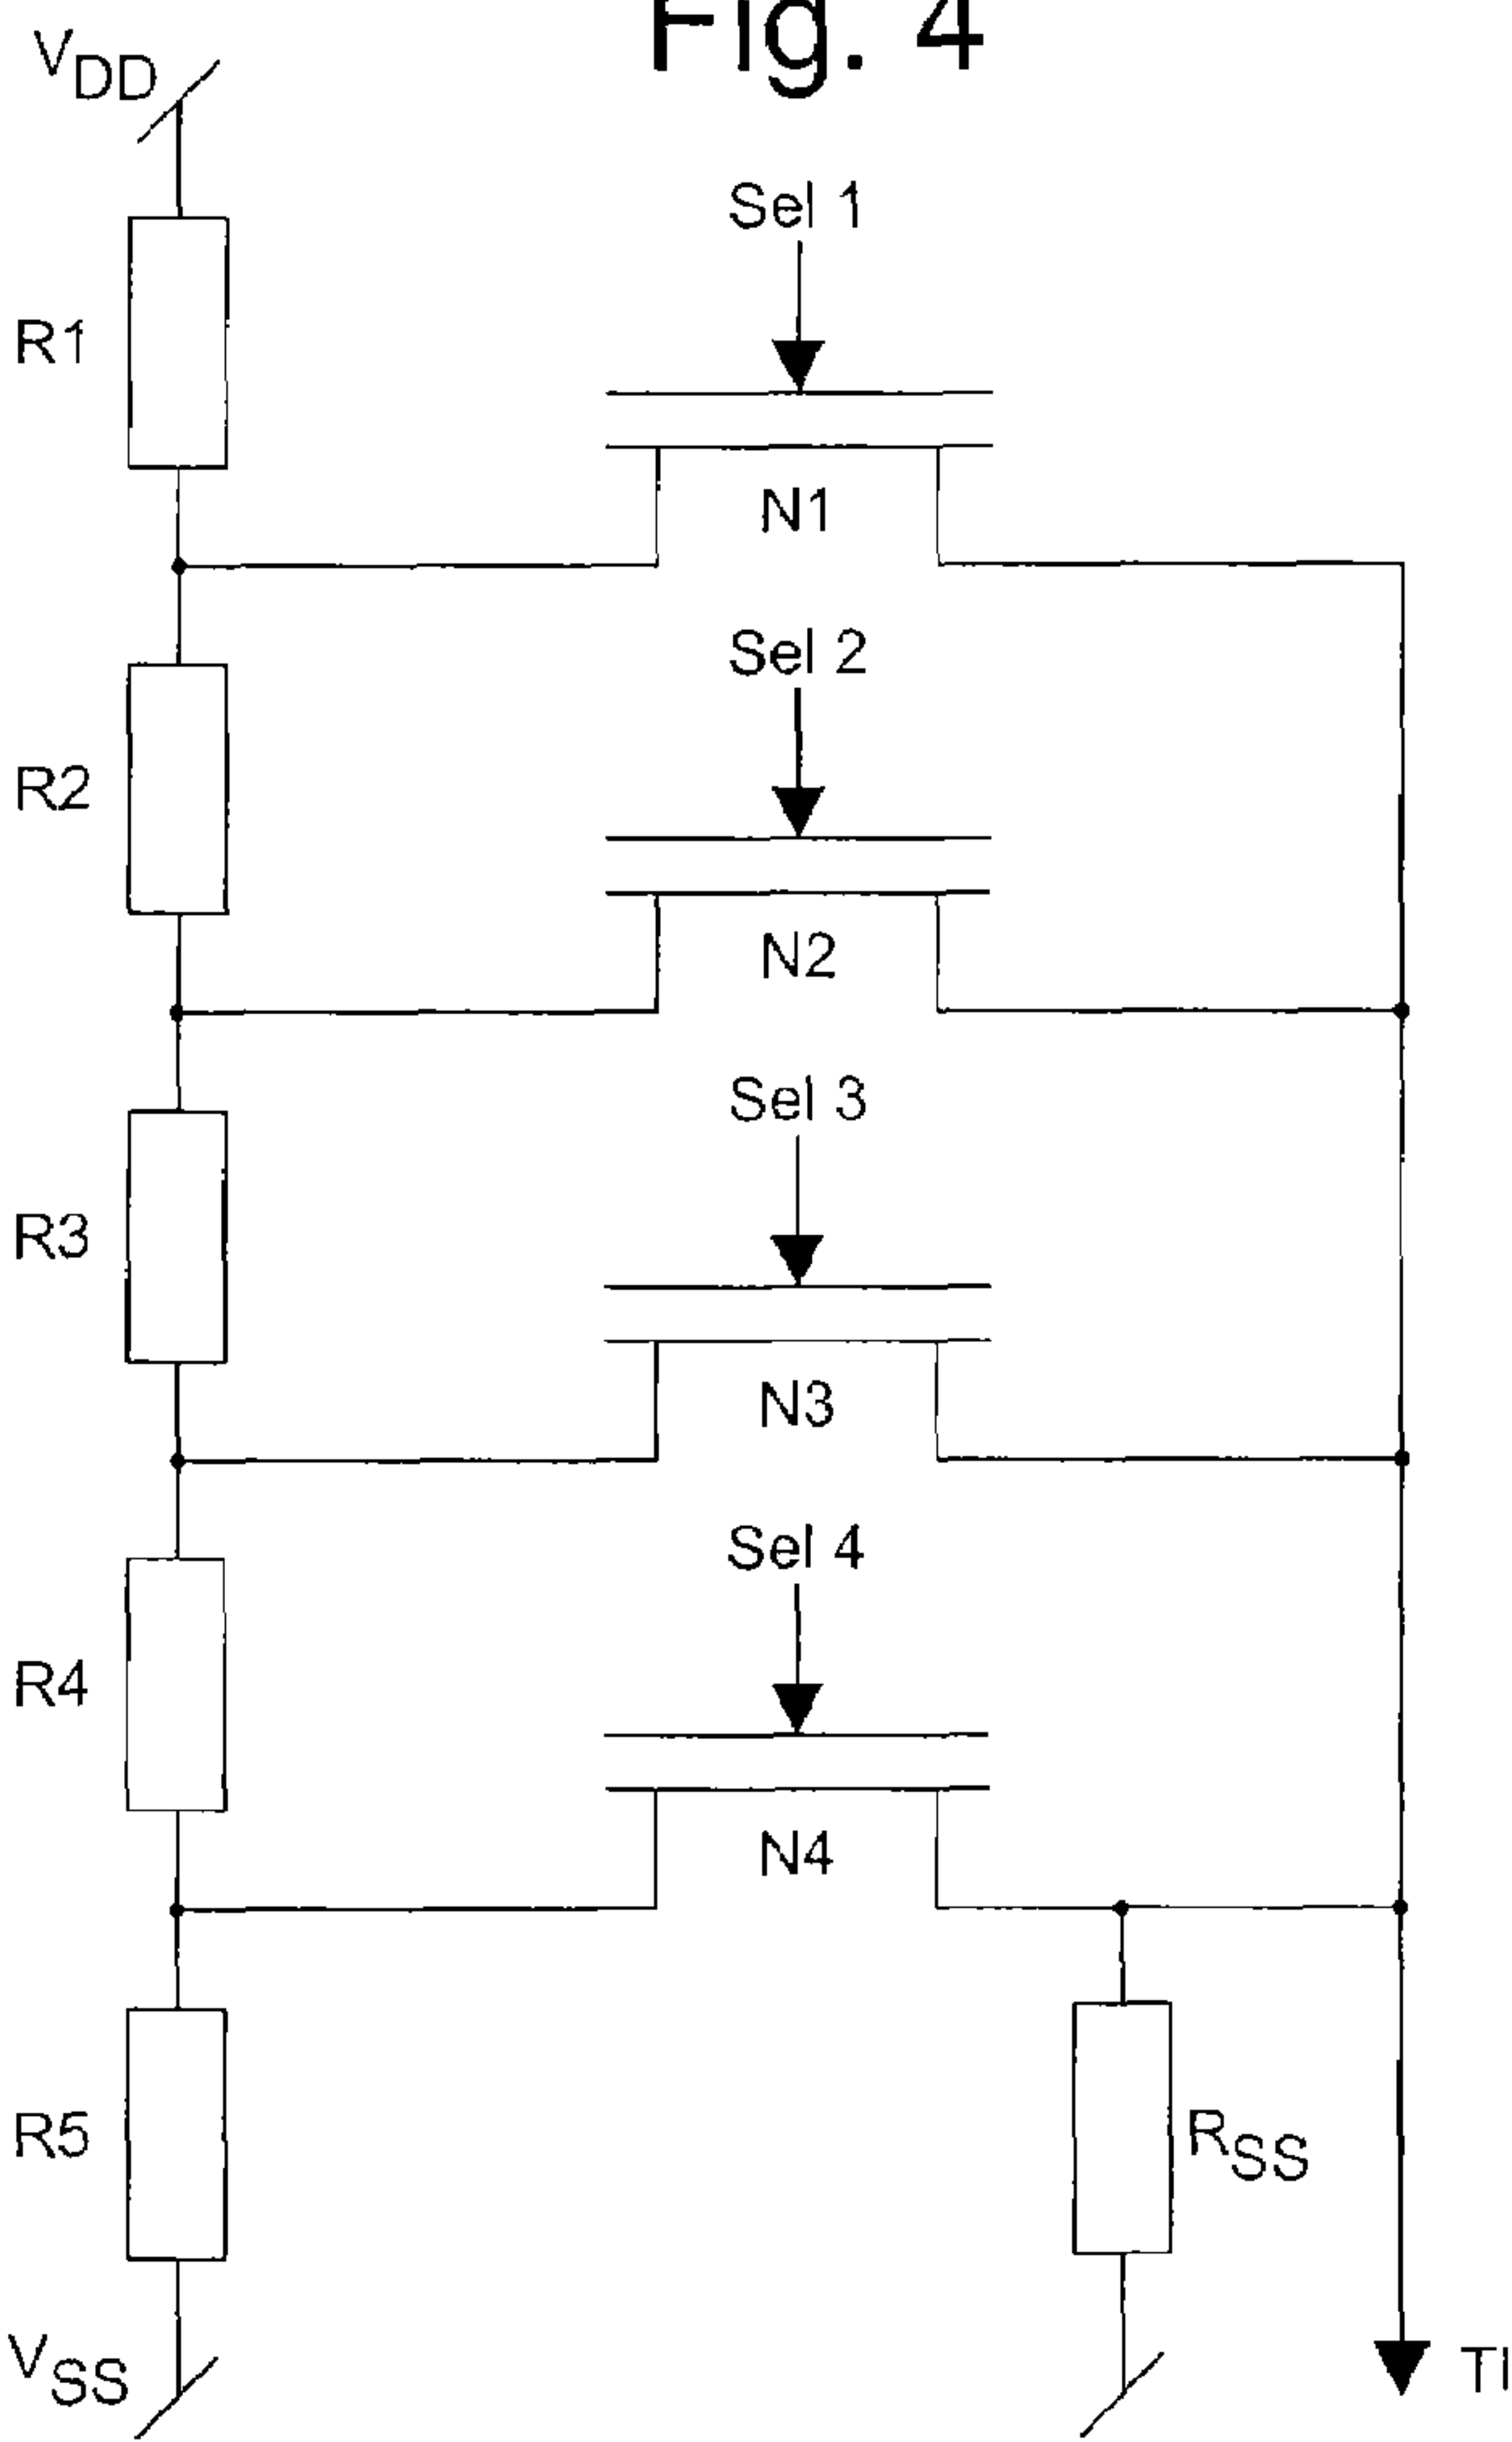 Fig. 4
VDD
Sel 1
R1
N1
Sel 2
R2
N2
Sel 3
R3
N3
Sel 4
R4
N4
R5
RSS
VSS
TI